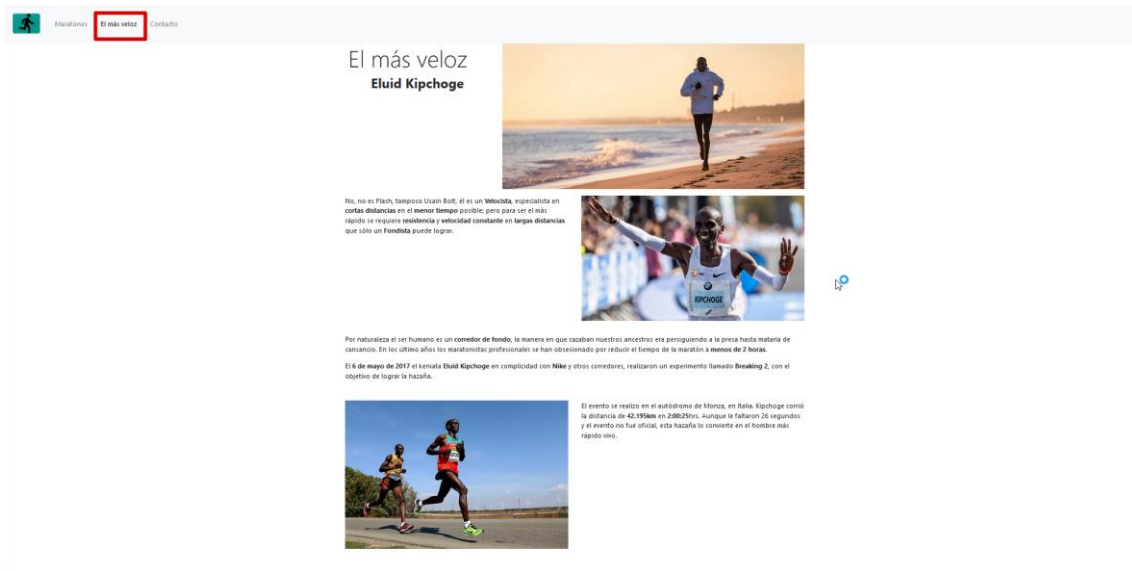 Maratones El más veloz Contacto
El más veloz
Eluid Kipchoge
No, no es Flash, tampoco Usain Bolt, él es un Velocista, especialista en
cortas distancias en el menor tiempo posible; pero para ser el más
rápido se requiere resistencia y velocidad constante en largas distancias
que sólo un Fondista puede lograr.
KIPCHOGE
Por naturaleza el ser humano es un corredor de fondo, la manera en que cazaban nuestros ancestros era persiguiendo a la presa hasta matarla de
cansancio. En los último años los maratonistas profesionales se han obsesionado por reducir el tiempo de la maratón a menos de 2 horas.
El 6 de mayo de 2017 el keniata Eluid Kipchoge en complicidad con Nike y otros corredores, realizaron un experimento llamado Breaking 2, con el
objetivo de lograr la hazaña.
El evento se realizo en el autódromo de Monza, en Italia. Kipchoge corrió
la distancia de 42.195km en 2:00:25hrs. Aunque le faltaron 26 segundos
y el evento no fue oficial, esta hazaña lo convierte en el hombre más
rápido vivo.